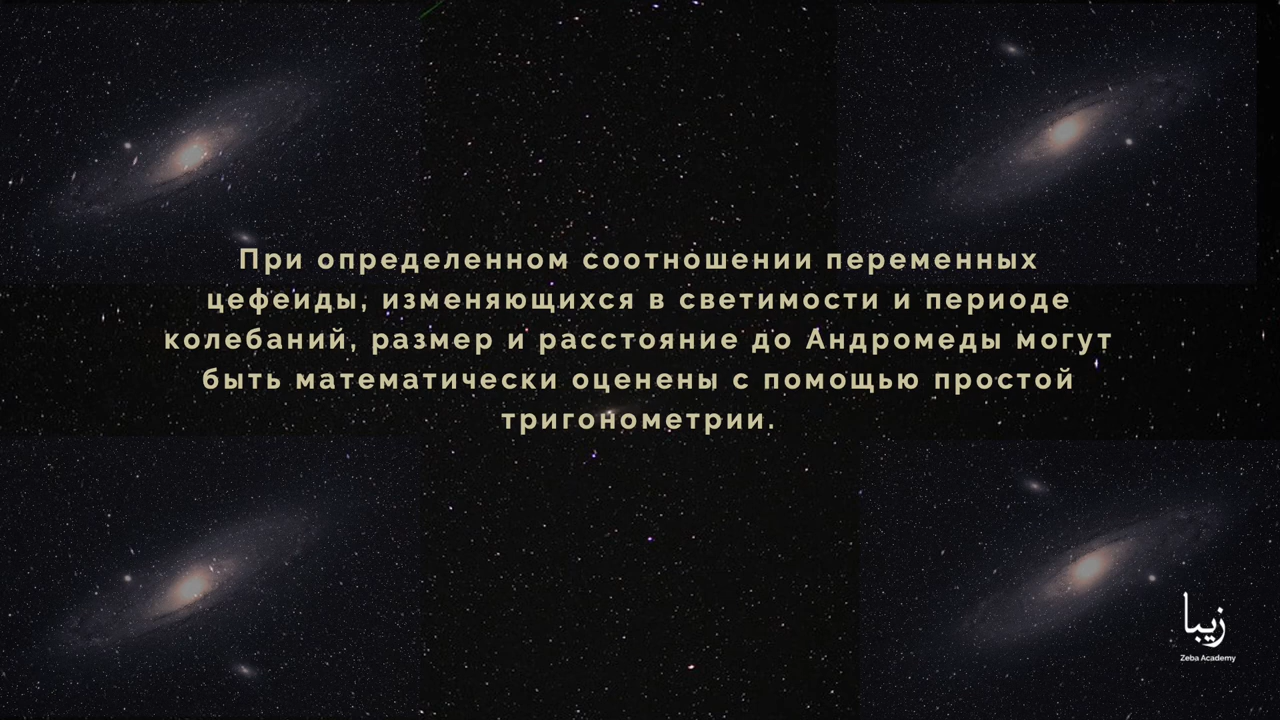 При определенном соотношении переменных
цефеиды, изменяющихся в светимости и периоде
колебаний, размер и расстояние до Андромеды могут
быть математически оценены с помощью простой
тригонометрии.
زيبا
Zeba Academy